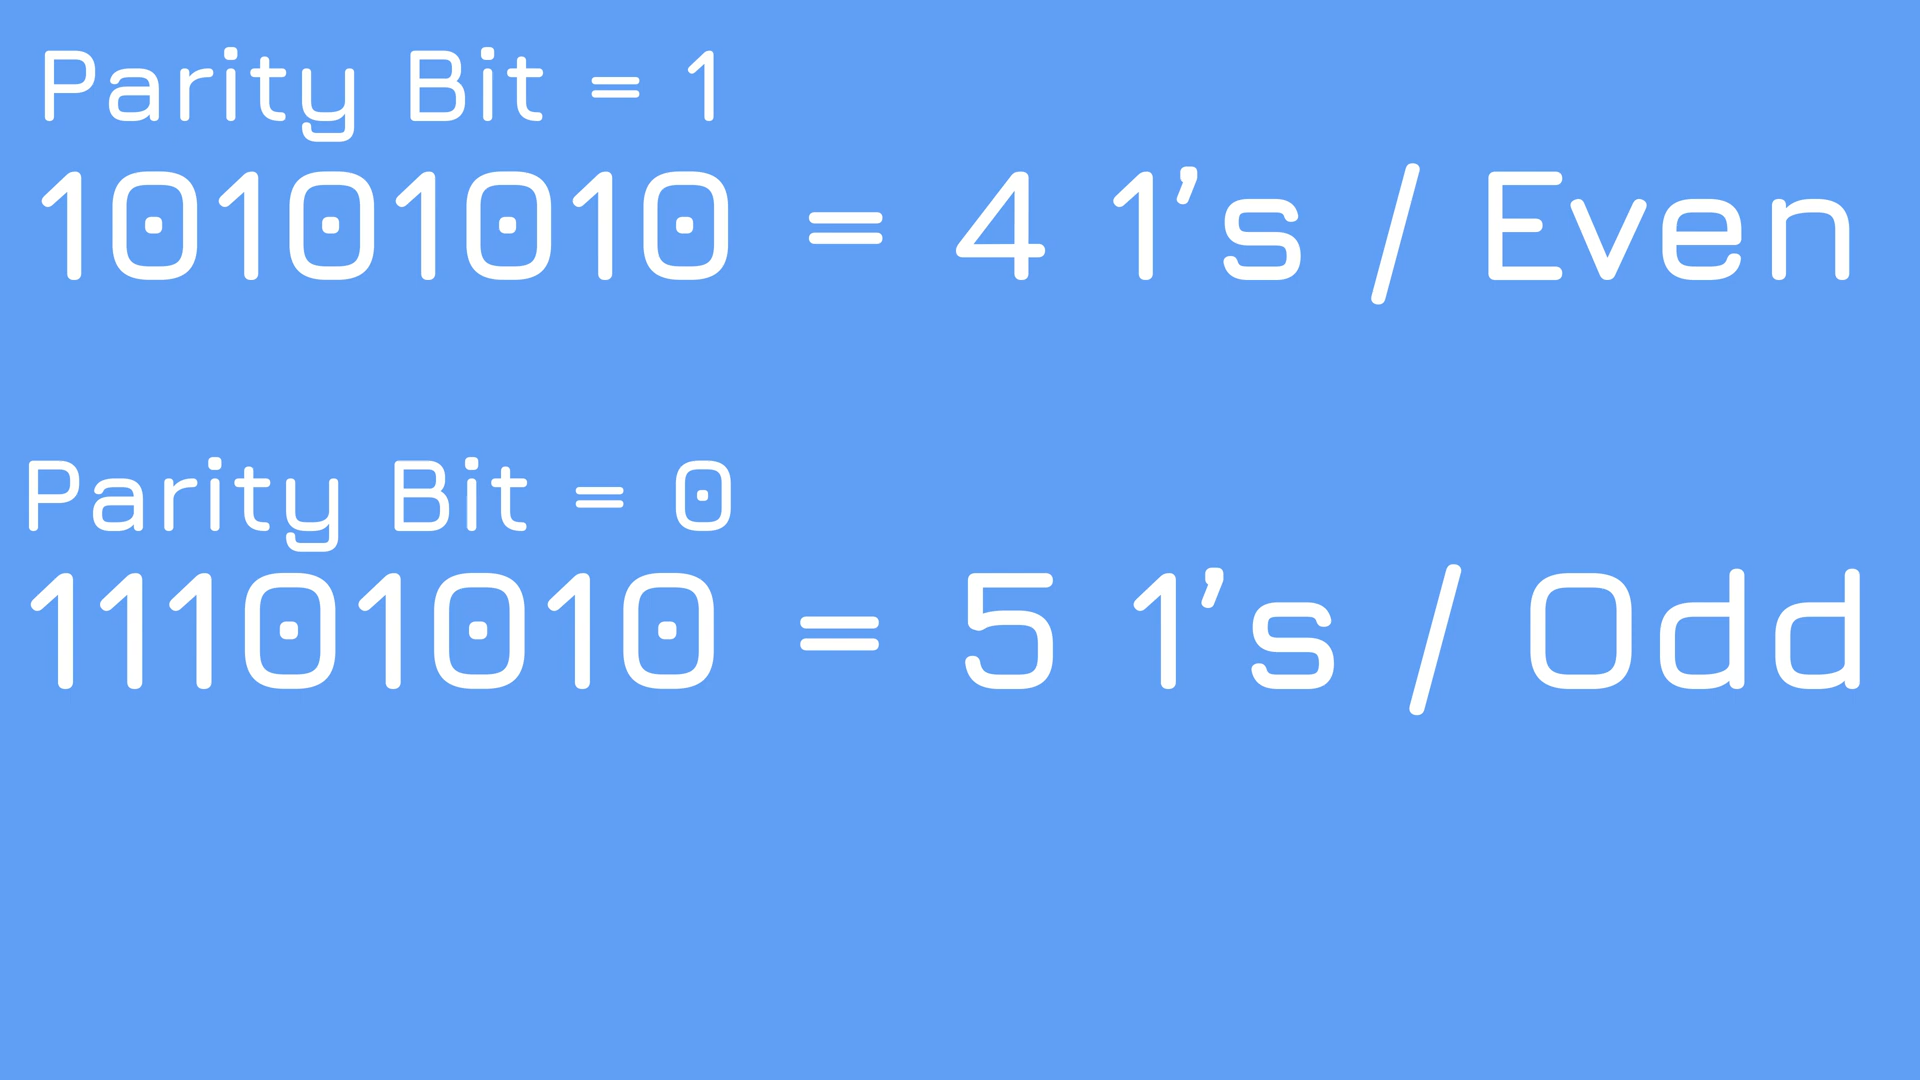 Parity Bit = 1
10101010 = 4 1's / Even
Parity Bit = 0
11101010 = 5 1's / Odd